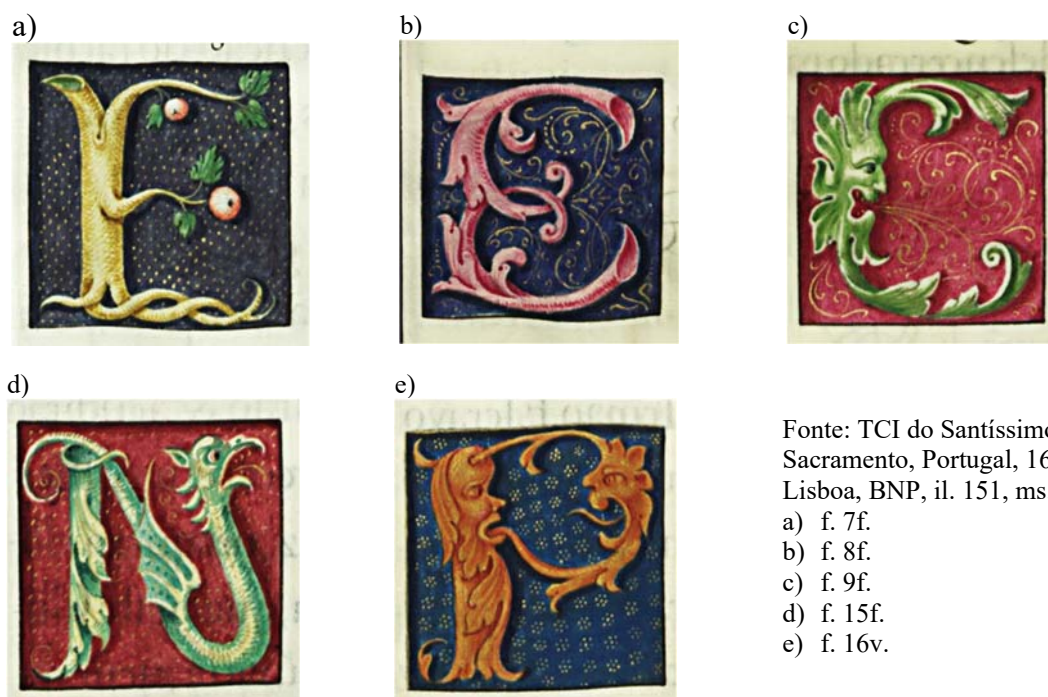 a)
b)
c)
d)
e)
Fonte: TCI do Santíssimo
Sacramento, Portugal, 16
Lisboa, BNP, il. 151, ms
a) f. 7f.
b) f. 8f.
c) f. 9f.
d) f. 15f.
e) f. 16v.